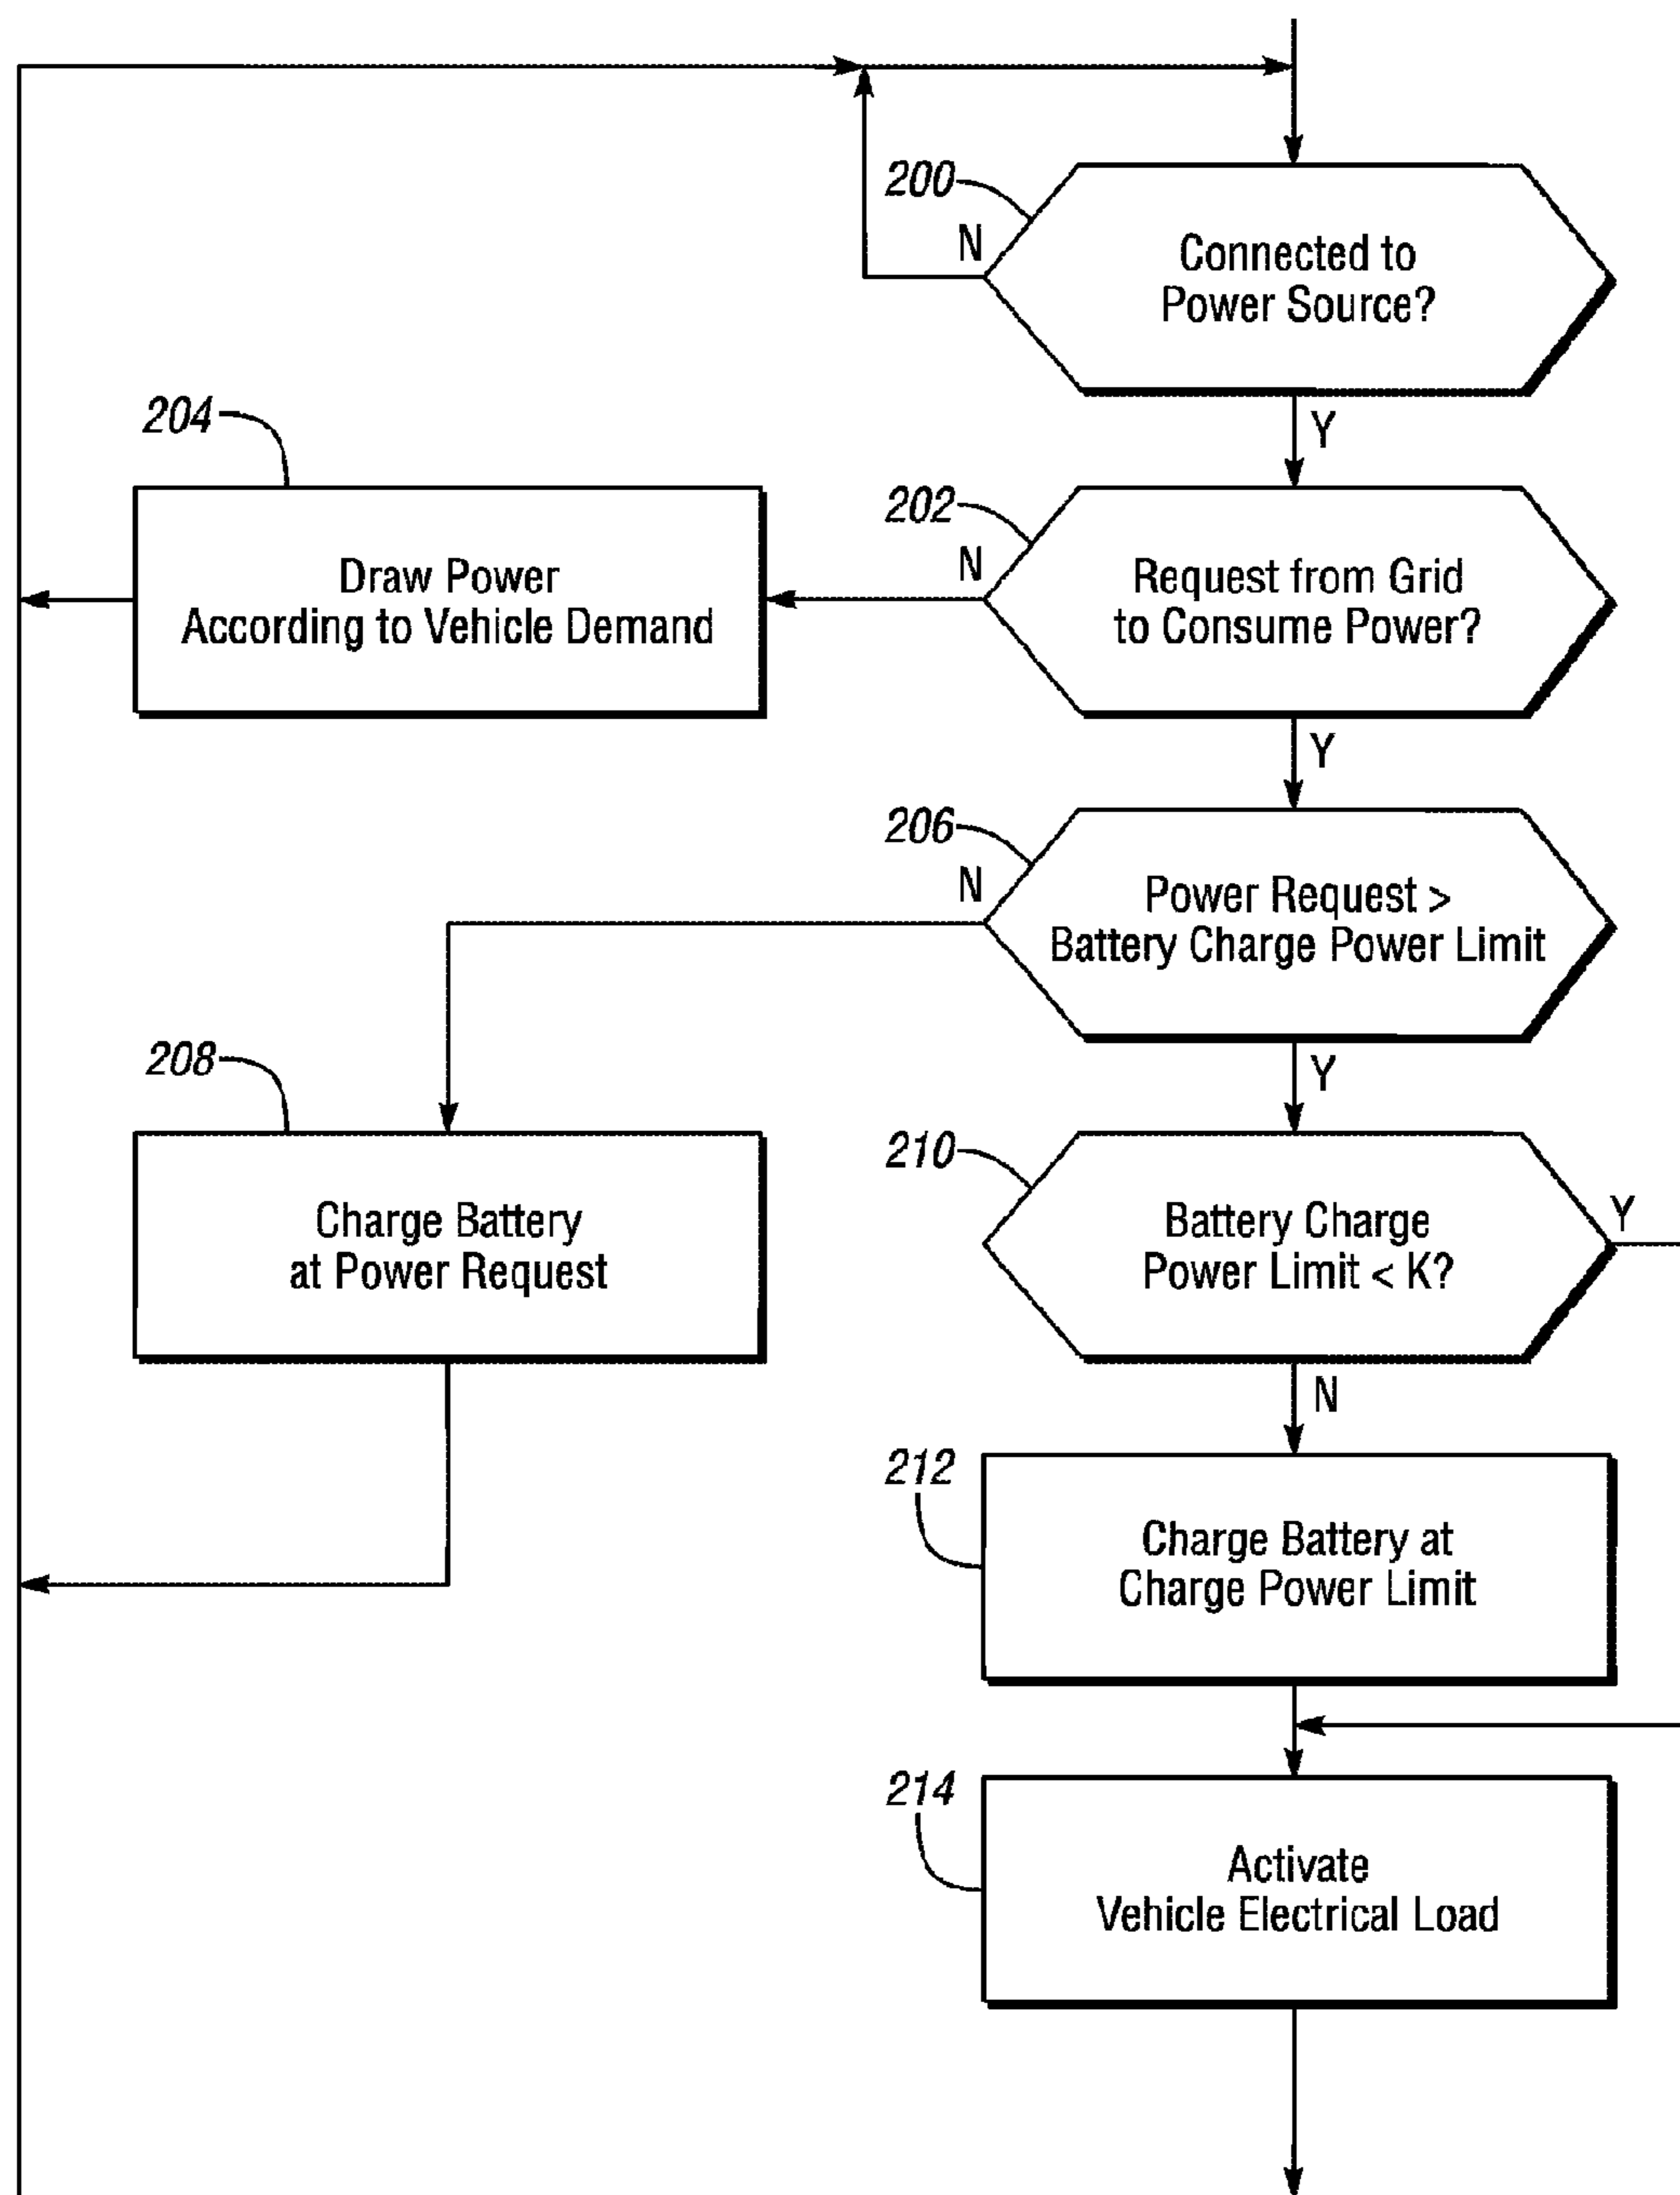 200
N
Connected to
Power Source?
Y
204
Draw Power
According to Vehicle Demand
202
N
Request from Grid
to Consume Power?
Y
206
N
Power Request >
Battery Charge Power Limit
Y
208
Charge Battery
at Power Request
210
Battery Charge
Power Limit < K?
Y
N
212
Charge Battery at
Charge Power Limit
214
Activate
Vehicle Electrical Load